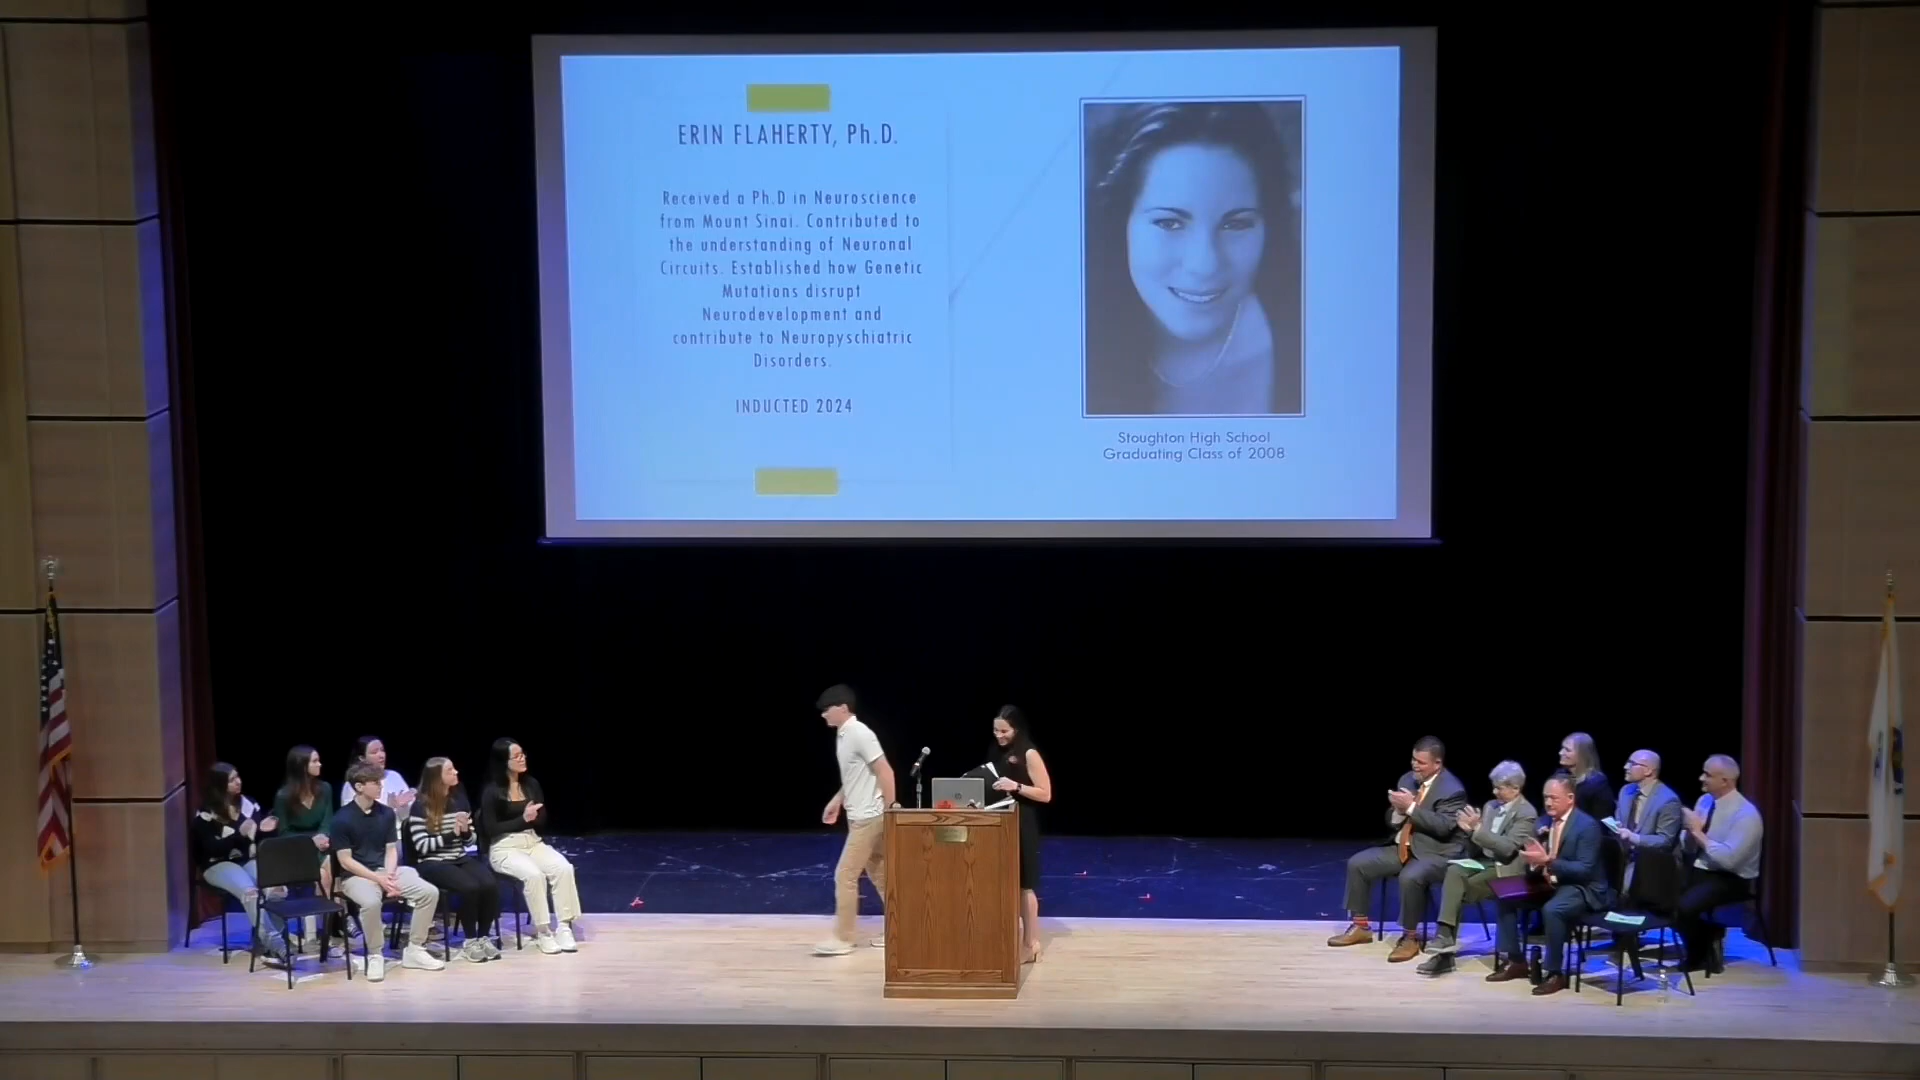 ERIN FLAHERTY, Ph.D.
Received a Ph.D in Neuroscience
from Mount Sinai. Contributed to
the understanding of Neuronal
Circuits. Established how Genetic
Mutations disrupt
Neurodevelopment and
contribute to Neuropyschiatric
Disorders.
INDUCTED 2024
Stoughton High School
Graduating Class of 2008